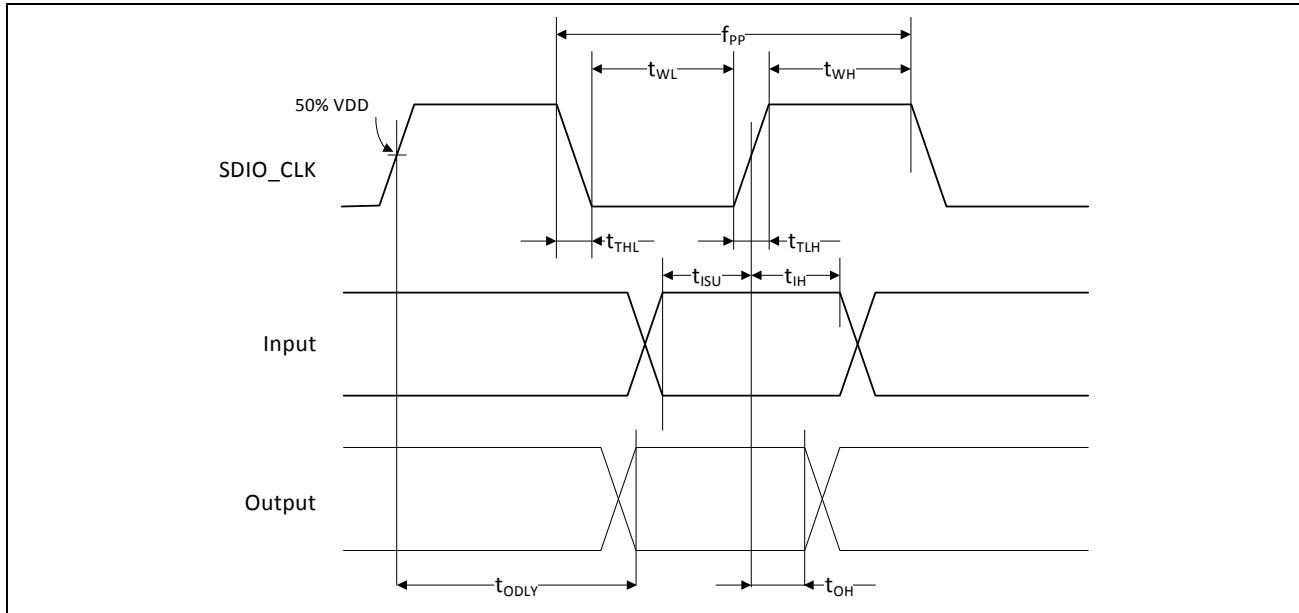 fPP
tWL
tWH
50% VDD
SDIO_CLK
tTHL
tTLH
tISU
tIH
Input
Output
tODLY
tOH